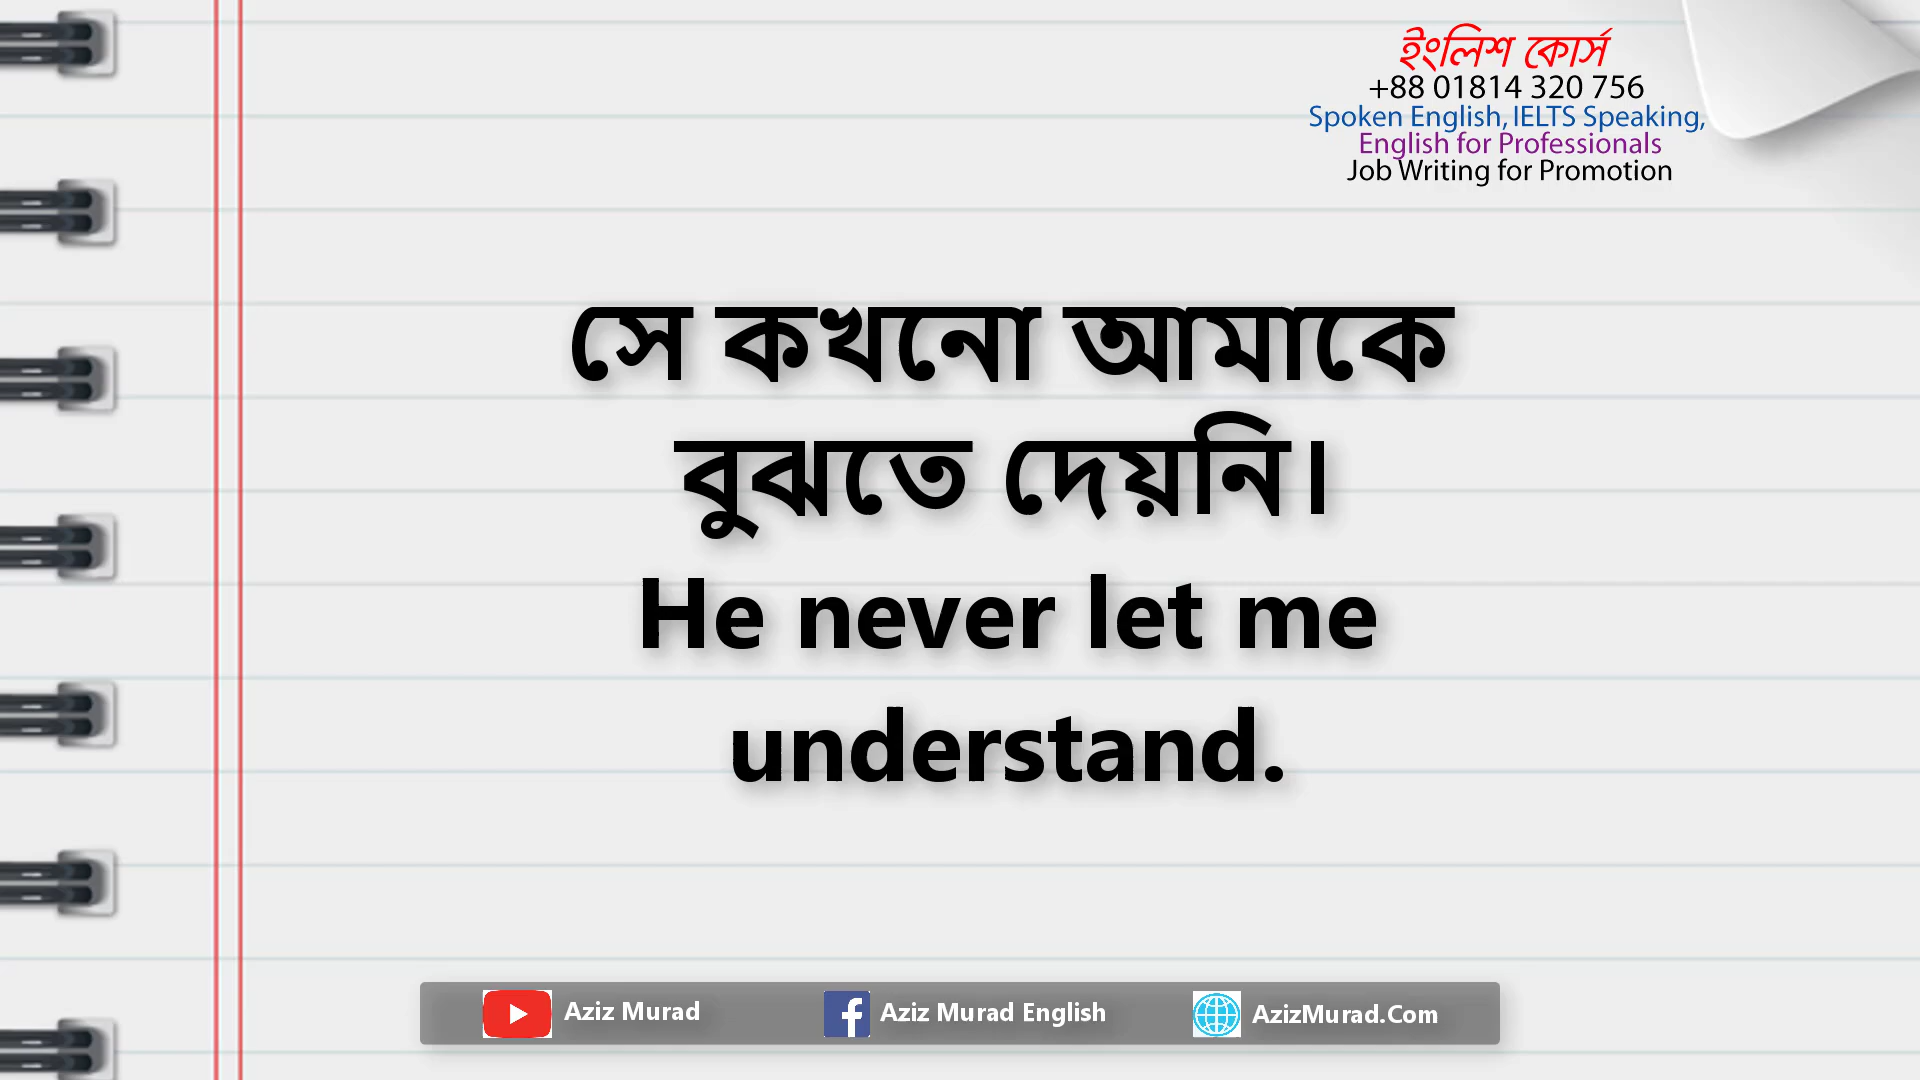 ইংলিশ কোর্স
+88 01814 320 756
Spoken English, IELTS Speaking,
English for Professionals
Job Writing for Promotion
সে কখনো আমাকে
বুঝতে দেয়নি।
He never let me
understand.
Aziz Murad
Aziz Murad English
AzizMurad.Com